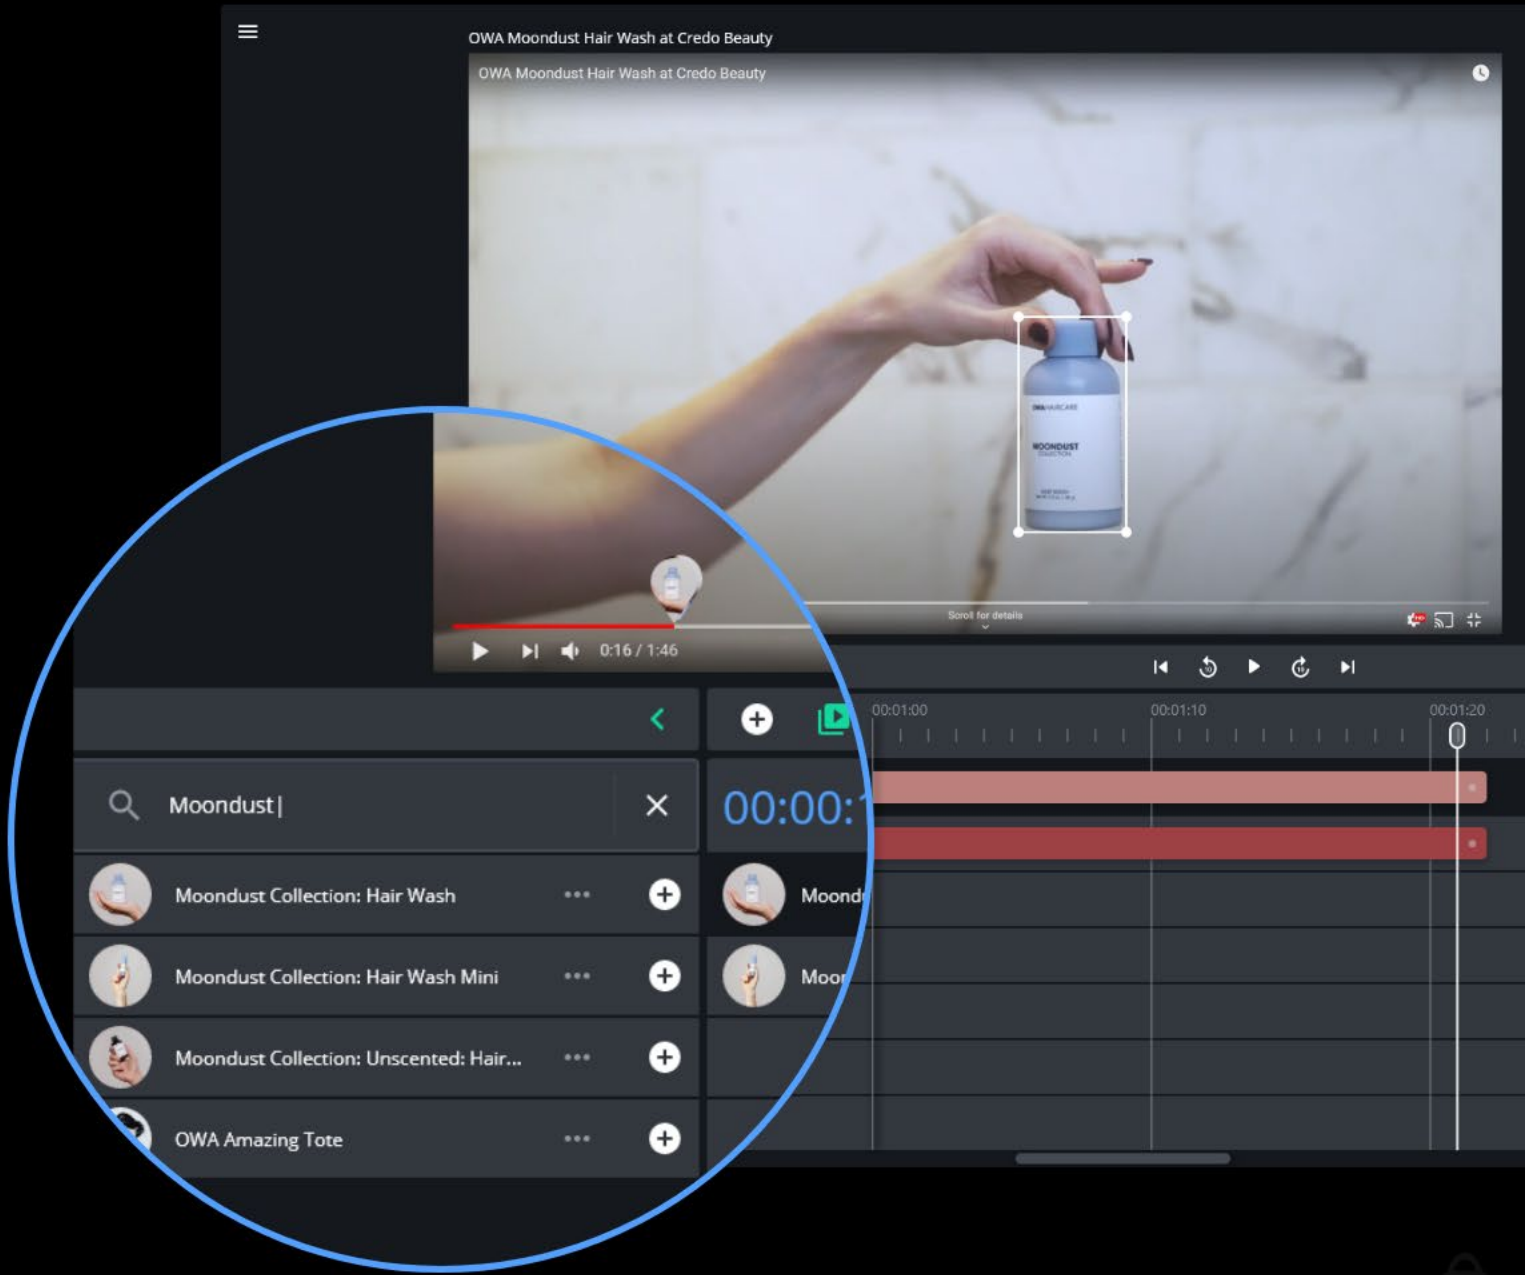 OWA Moondust Hair Wash at Credo Beauty
OWA Moondust Hair Wash at Credo Beauty
OWAHAIRCARE
MOONDUST
COLLECTION
Scroll for details
0:16 / 1:46
00:01:00
00:01:10
00:01:20
Moondust
00:00:
Moondust Collection: Hair Wash
Moondust Collection: Hair Wash Mini
Moondust Collection: Unscented: Hair...
OWA Amazing Tote